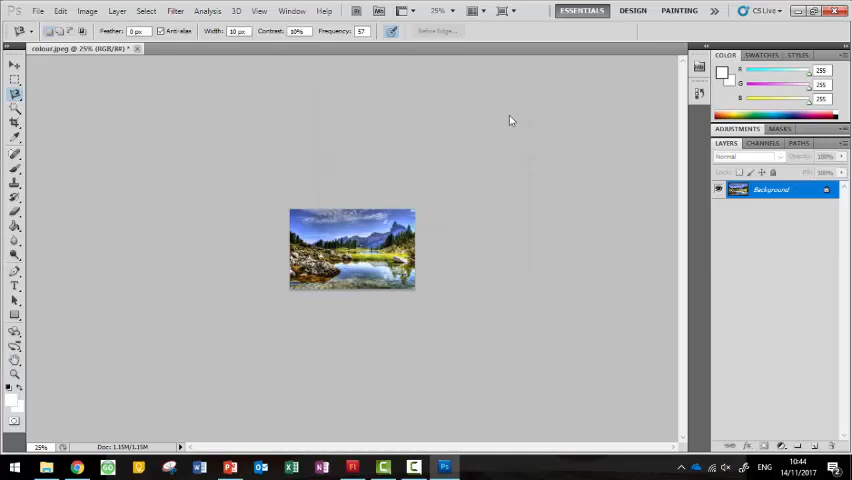 Ps File Edit Image Layer Select Filter Analysis 3D View Window Help Br Mb 25% ESSENTIALS DESIGN PAINTING >> CS Live
Feather: 0 px Anti-alias Width: 10 px Contrast: 10% Frequency: 57 Refine Edge...
colour.jpeg @ 25% (RGB/8#) *
COLOR SWATCHES STYLES
R 255
G 255
B 255
ADJUSTMENTS MASKS
LAYERS CHANNELS PATHS
Normal Opacity: 100%
Lock: Fill: 100%
Background
25% Doc: 1.15M/1.15M
ENG 10:44
14/11/2017 2